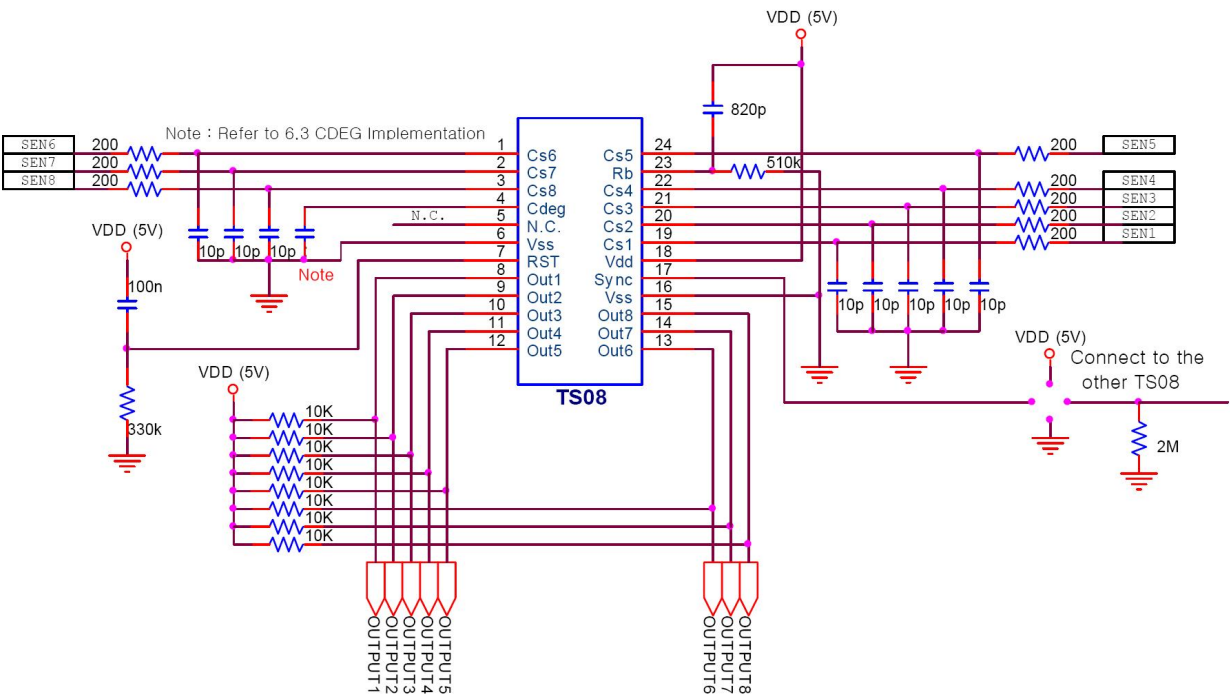 VDD (5V)
820p
Note : Refer to 6.3 CDEG Implementation
SEN6 200
SEN7 200
SEN8 200
1 Cs6
2 Cs7
3 Cs8
4 Cdeg
N.C. 5 N.C.
6 Vss
7 RST
8 Out1
9 Out2
10 Out3
11 Out4
12 Out5
Cs5 24
Rb 23
510k
Cs4 22
Cs3 21
Cs2 20
Cs1 19
Vdd 18
Sync 17
Vss 16
Out8 15
Out7 14
Out6 13
TS08
200 SEN5
200 SEN4
200 SEN3
200 SEN2
200 SEN1
VDD (5V)
10p 10p 10p
Note
100n
330k
10p 10p 10p 10p 10p
VDD (5V)
Connect to the
other TS08
2M
VDD (5V)
10K
10K
10K
10K
10K
10K
10K
10K
OUTPUT1
OUTPUT2
OUTPUT3
OUTPUT4
OUTPUT5
OUTPUT6
OUTPUT7
OUTPUT8